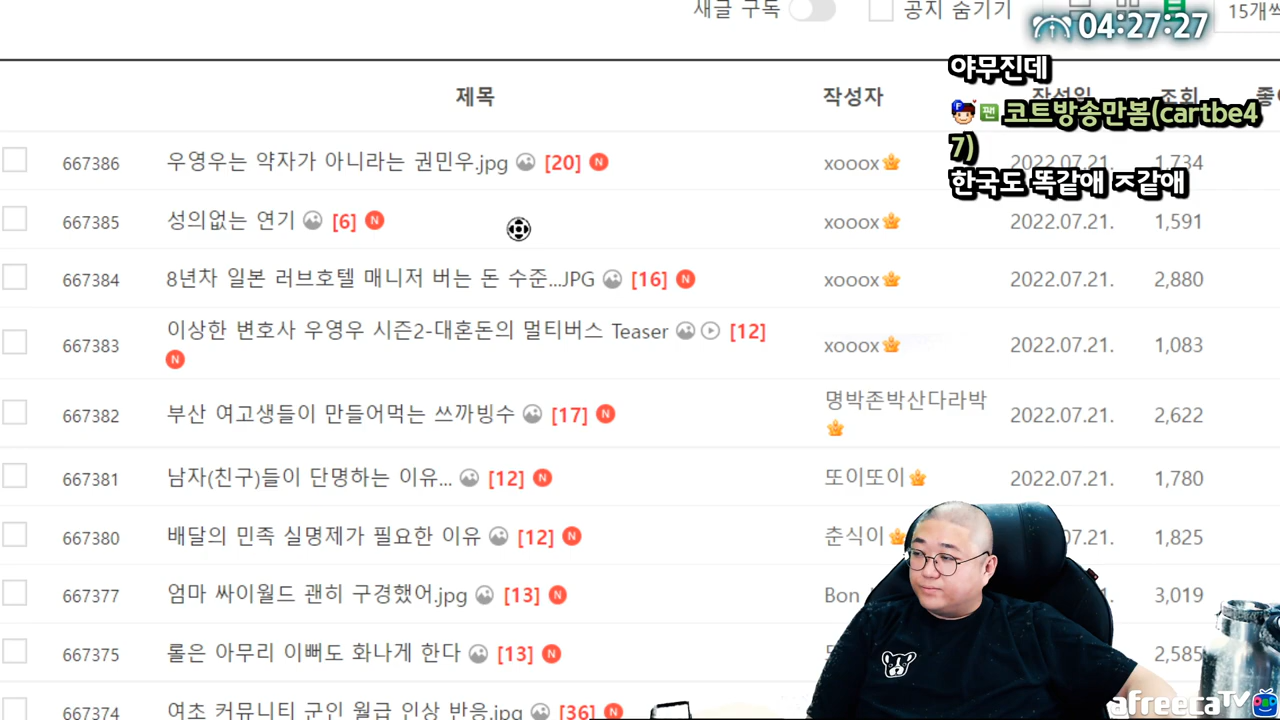 새글 구독 공지 숨기기 15개씩
04:27:27
야무진데
제목 작성자 작성일 조회
F 팬 코트방송만봄(cartbe4
7)
한국도 똑같애 ㅈ같애
667386 우영우는 약자가 아니라는 권민우.jpg [20] N xooox 2022.07.21. 1,734
667385 성의없는 연기 [6] N xooox 2022.07.21. 1,591
667384 8년차 일본 러브호텔 매니저 버는 돈 수준...JPG [16] N xooox 2022.07.21. 2,880
667383 이상한 변호사 우영우 시즌2-대혼돈의 멀티버스 Teaser [12] xooox 2022.07.21. 1,083
N
667382 부산 여고생들이 만들어먹는 쓰까빙수 [17] N 명박존박산다라박 2022.07.21. 2,622
667381 남자(친구)들이 단명하는 이유... [12] N 또이또이 2022.07.21. 1,780
667380 배달의 민족 실명제가 필요한 이유 [12] N 춘식이 07.21. 1,825
667377 엄마 싸이월드 괜히 구경했어.jpg [13] N Bon 3,019
667375 롤은 아무리 이뻐도 화나게 한다 [13] N 2,585
667374 여초 커뮤니티 군인 월급 인상 반응.jpg [36] N
afreecaTV